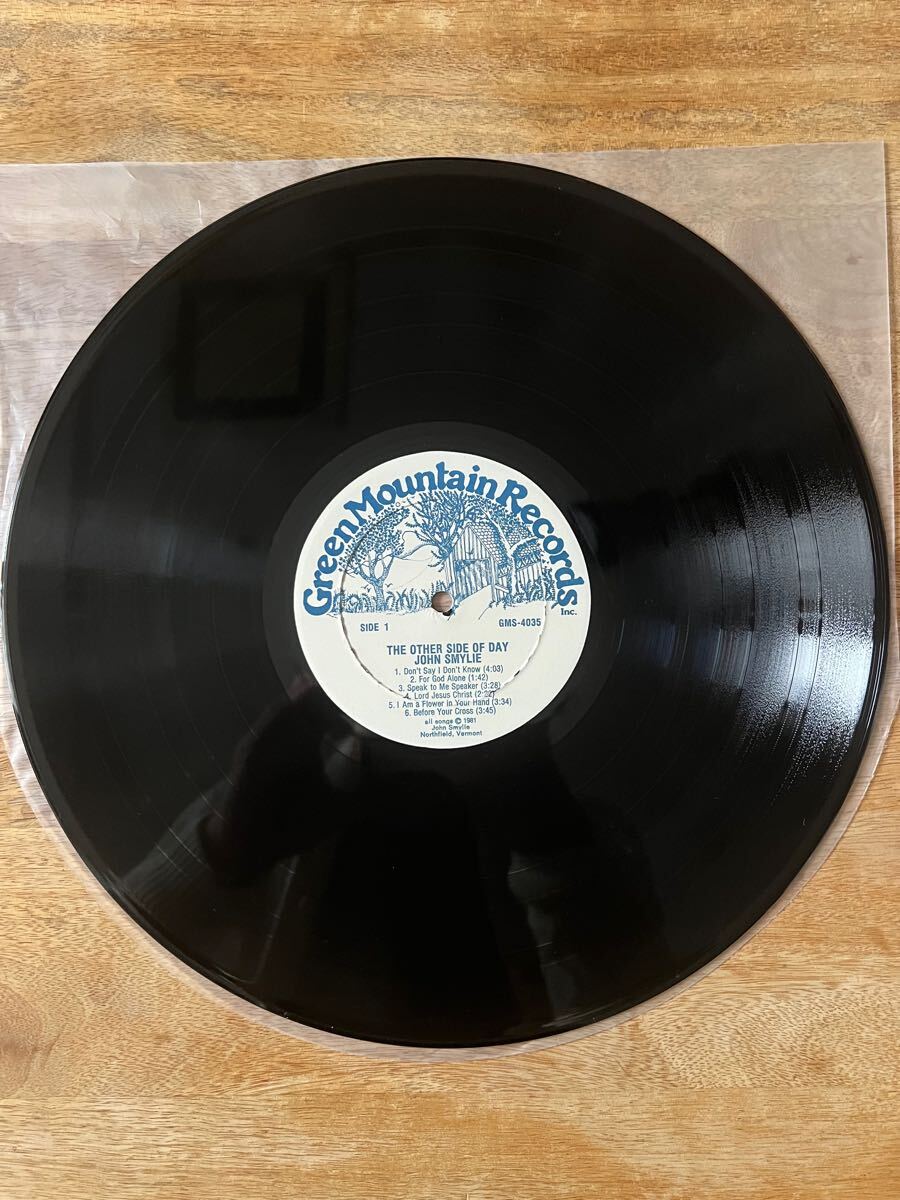 Green Mountain Records
Inc.
SIDE 1
GMS-4035
THE OTHER SIDE OF DAY
JOHN SMYLIE
1. Don't Say I Don't Know (4:03)
2. For God Alone (1:42)
3. Speak to Me Speaker (3:28)
4. Lord Jesus Christ (2:22)
5. I Am a Flower in Your Hand (3:34)
6. Before Your Cross (3:45)
all songs © 1981
John Smylie
Northfield, Vermont